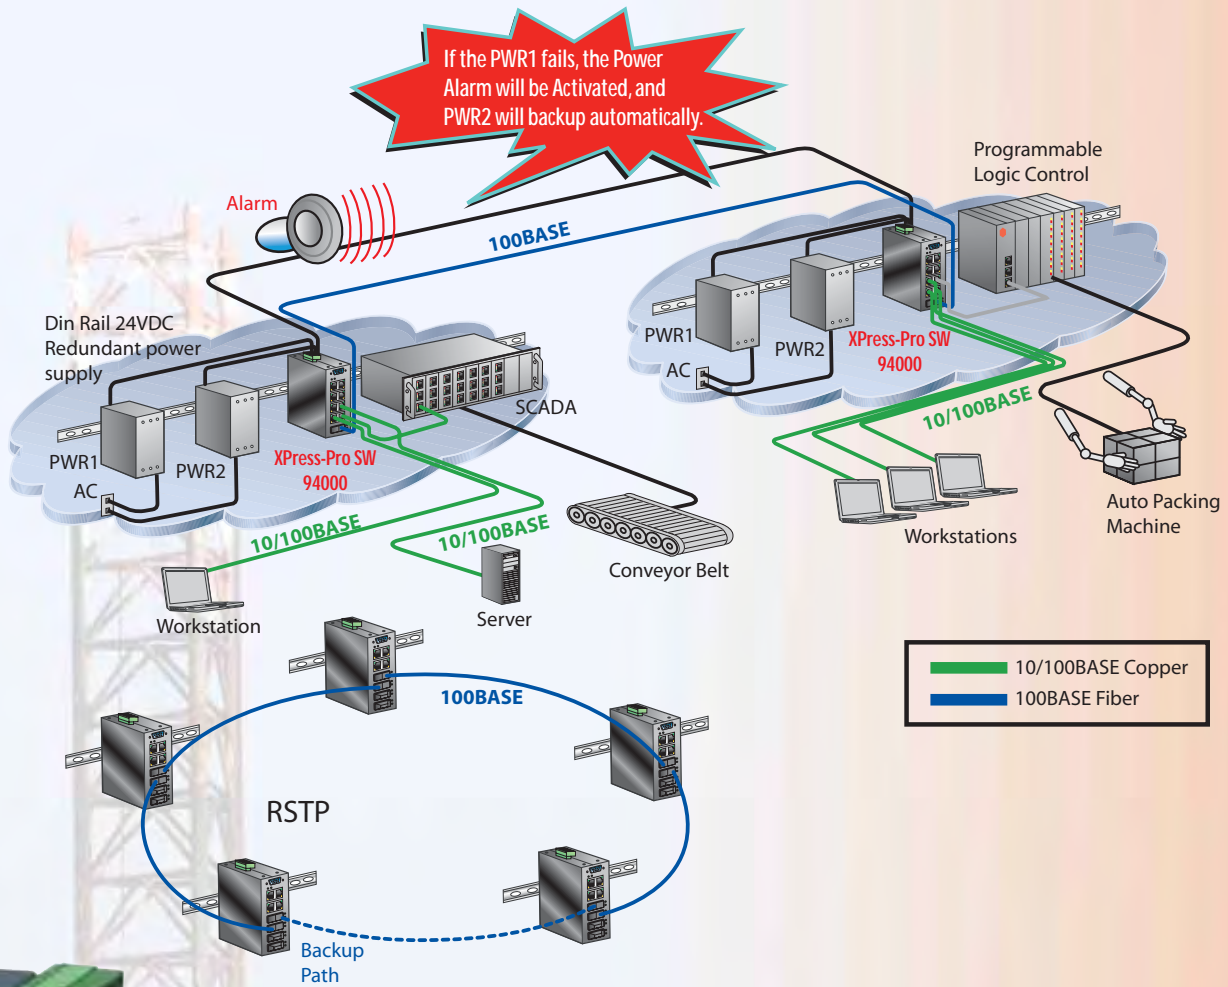 If the PWR1 fails, the Power
Alarm will be Activated, and
PWR2 will backup automatically.
Alarm
100BASE
Programmable
Logic Control
Din Rail 24VDC
Redundant power
supply
PWR1
PWR2
AC
XPress-Pro SW
94000
SCADA
PWR1
PWR2
AC
XPress-Pro SW
94000
10/100BASE
10/100BASE
10/100BASE
Workstation
Server
Conveyor Belt
Workstations
Auto Packing
Machine
10/100BASE Copper
100BASE Fiber
100BASE
RSTP
Backup
Path